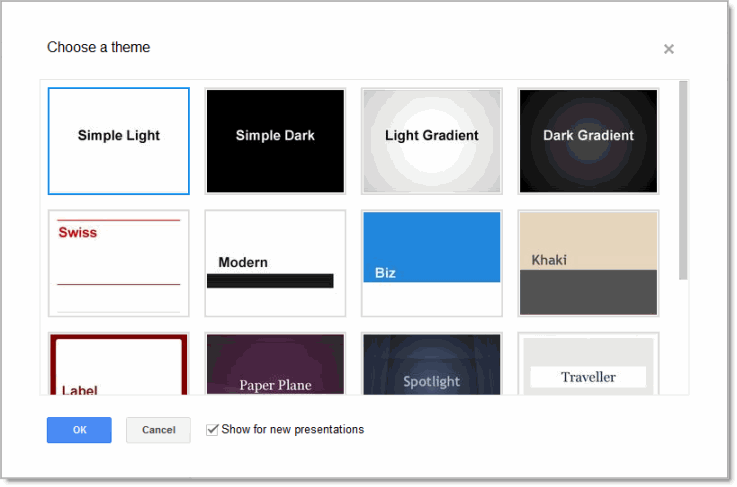 Choose a theme
Simple Light
Simple Dark
Light Gradient
Dark Gradient
Swiss
Modern
Biz
Khaki
Label
Paper Plane
Spotlight
Traveller
OK
Cancel
Show for new presentations